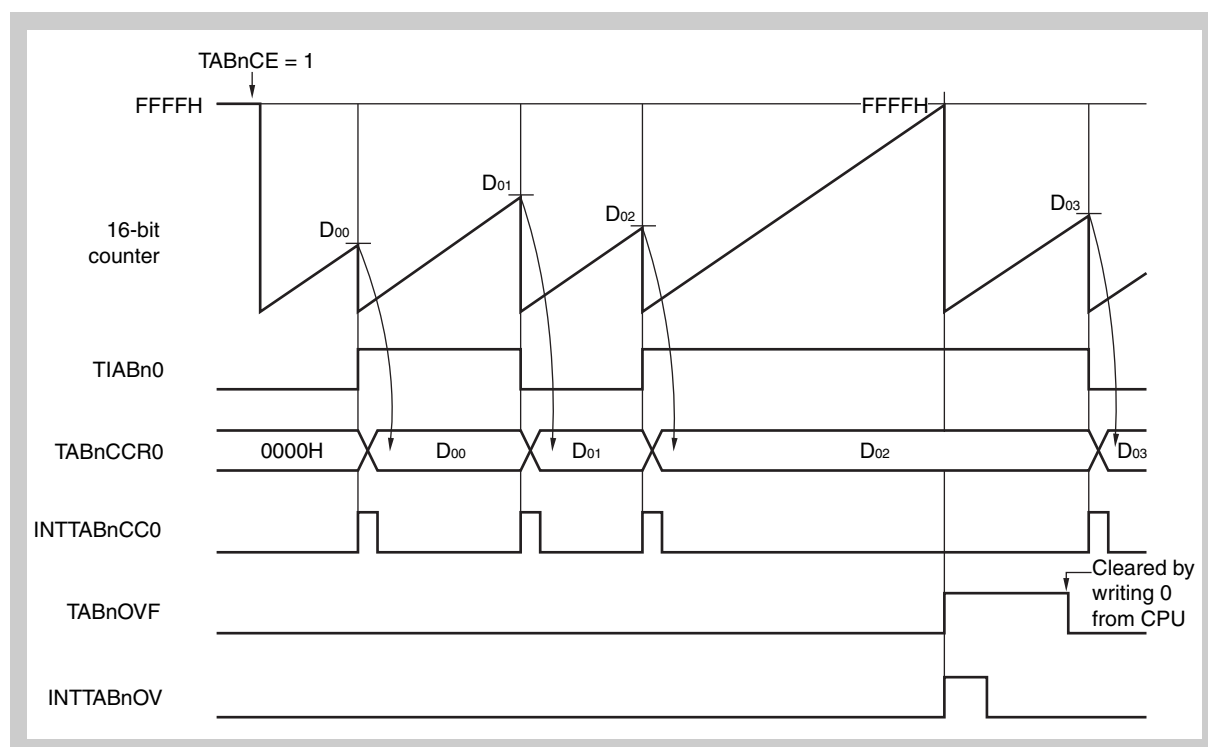 TABnCE = 1
FFFFH
FFFFH
D01
D03
D02
D00
16-bit
counter
TIABn0
TABnCCR0
0000H
D00
D01
D02
D03
INTTABnCC0
Cleared by
writing 0
from CPU
TABnOVF
INTTABnOV